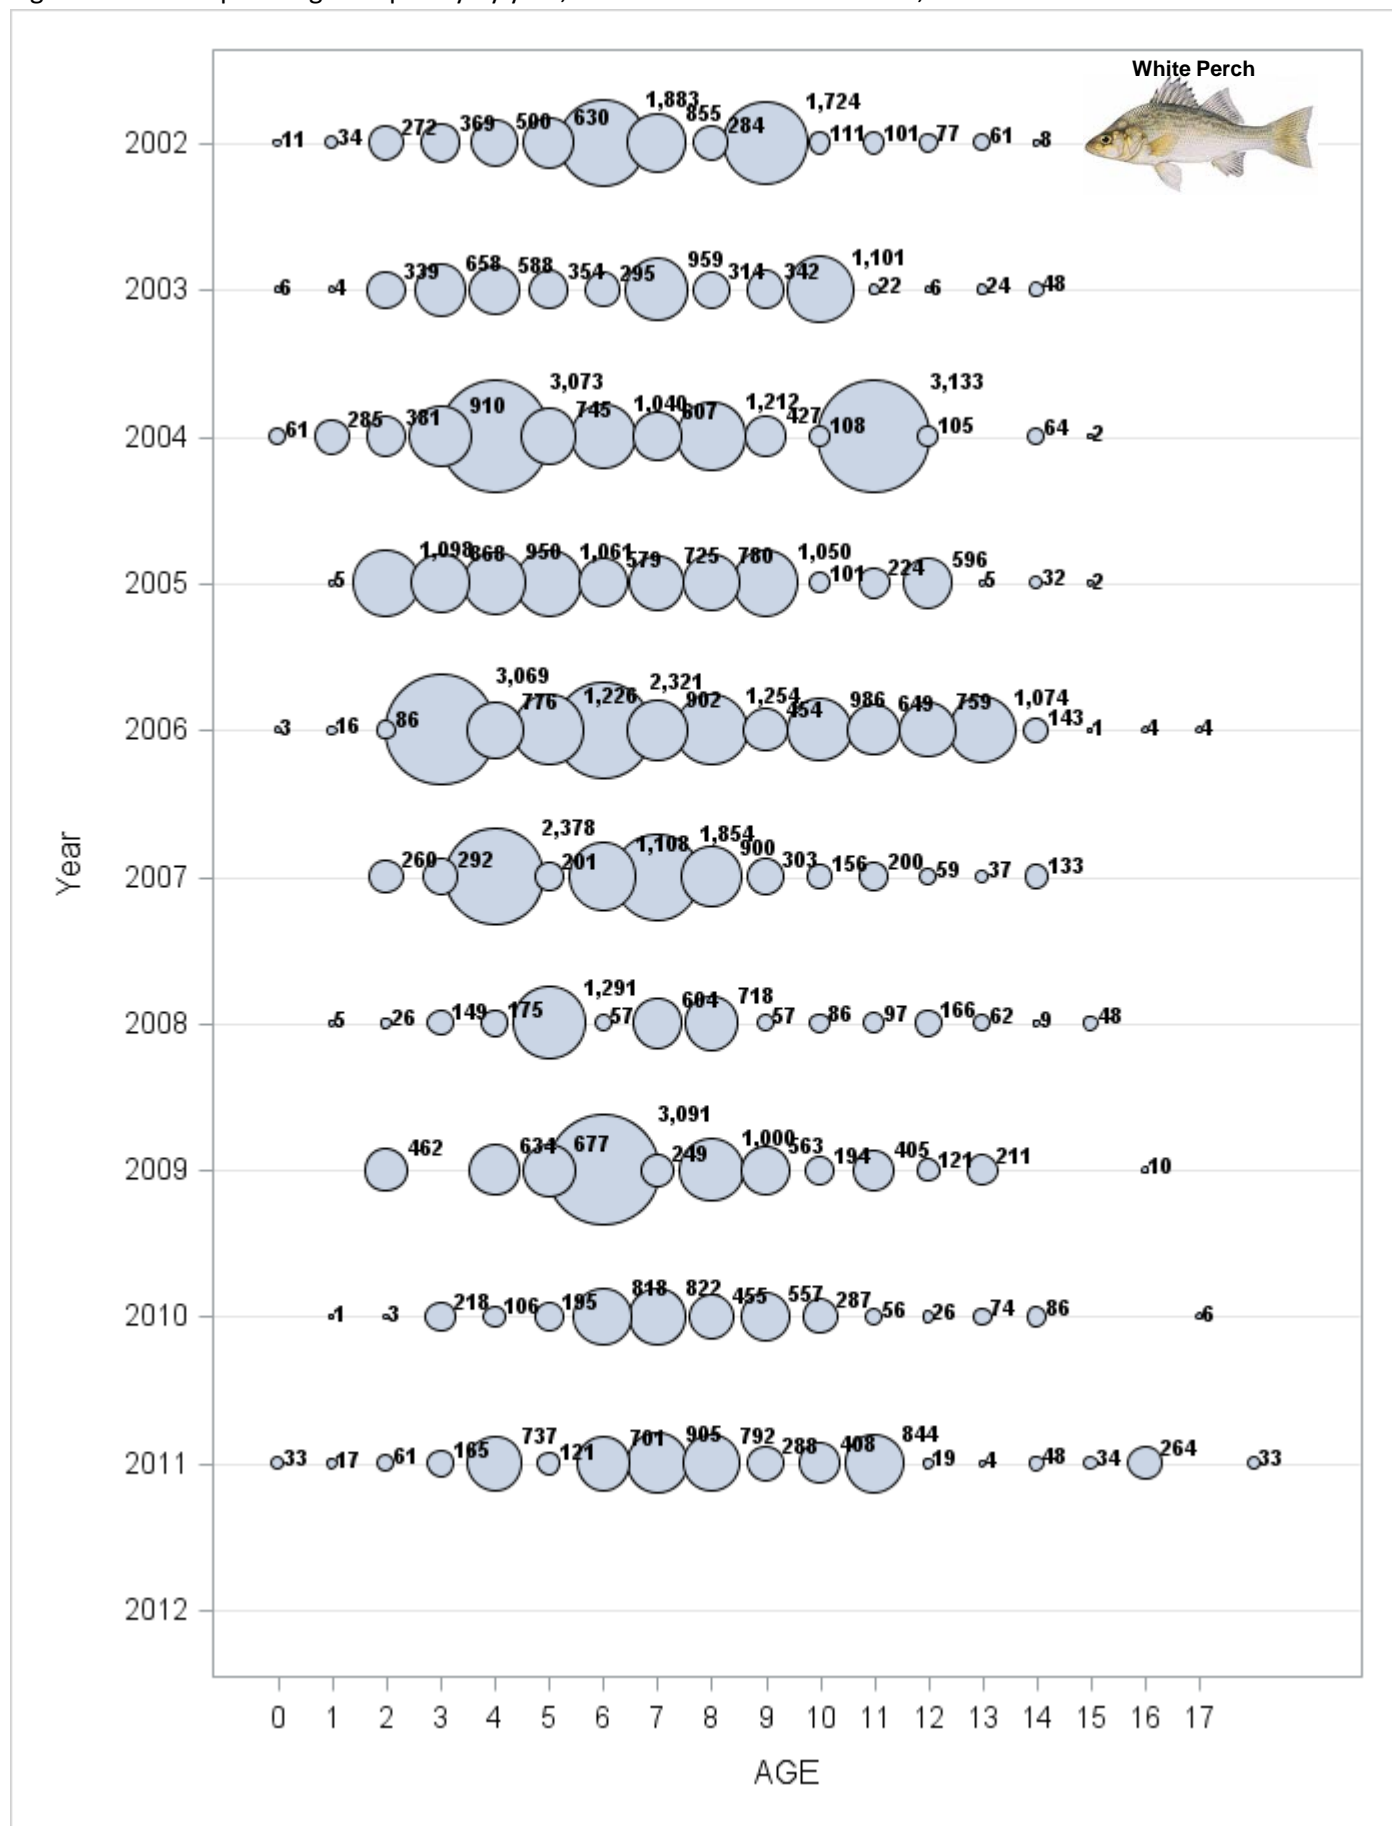 White Perch
2002 11 34 272 369 500 630 1,883 855 284 1,724 111 101 77 61 8
2003 6 4 339 658 588 354 295 959 314 342 1,101 22 6 24 48
2004 61 285 381 910 3,073 745 1,040 607 1,212 427 108 3,133 105 64 2
2005 5 1,098 868 950 1,061 579 725 780 1,050 101 224 596 5 32 2
2006 3 16 86 3,069 776 1,226 2,321 902 1,254 454 986 649 759 1,074 143 1 4 4
2007 260 292 2,378 201 1,108 1,854 900 303 156 200 59 37 133
2008 5 26 149 175 1,291 57 604 718 57 86 97 166 62 9 48
2009 462 634 677 3,091 249 1,000 563 194 405 121 211 10
2010 1 3 218 106 195 818 822 455 557 287 56 26 74 86 6
2011 33 17 61 165 737 121 701 905 792 288 408 844 19 4 48 34 264 33
2012
Year
0 1 2 3 4 5 6 7 8 9 10 11 12 13 14 15 16 17
AGE